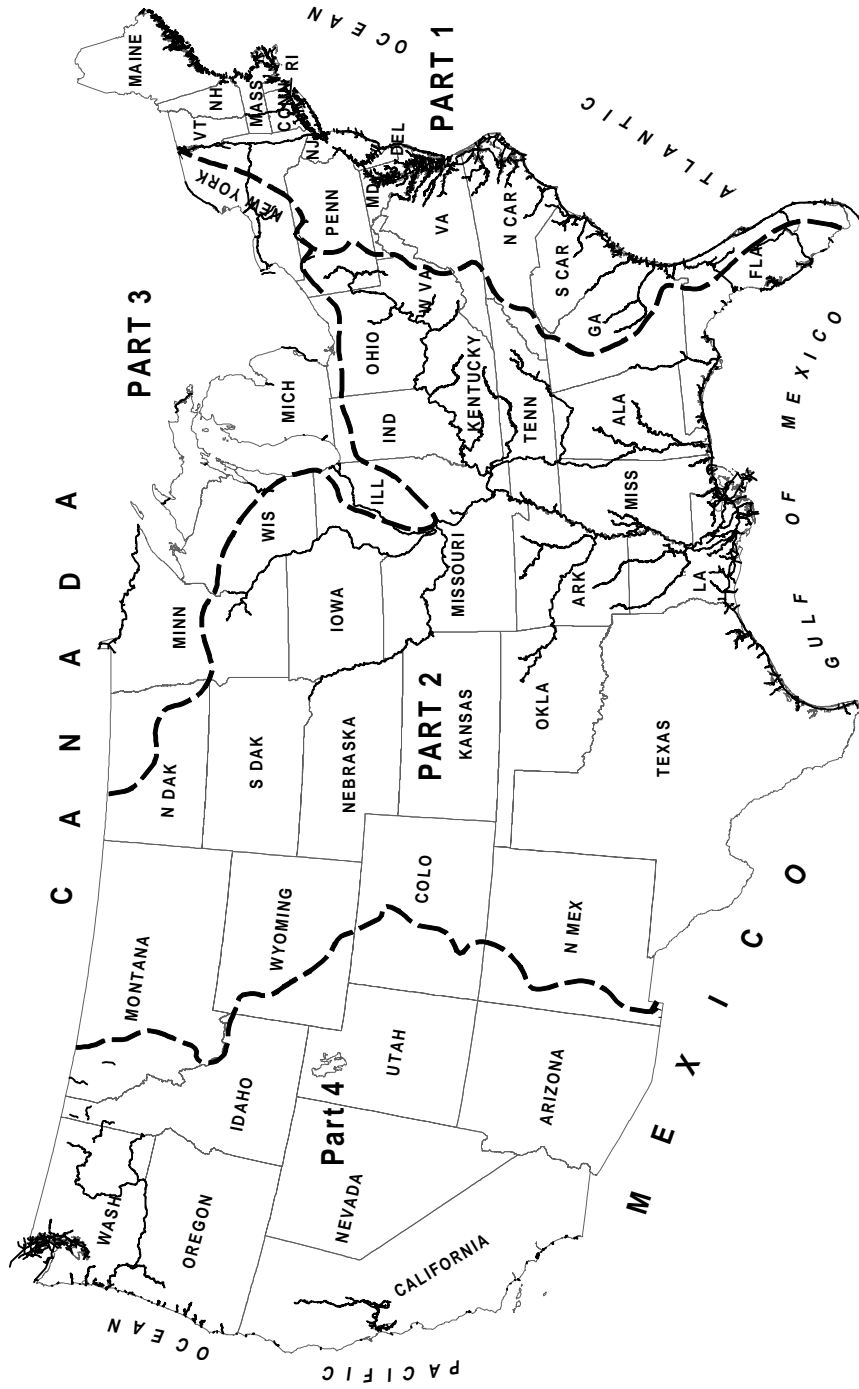 CANADA
PART 3
PART 1
PART 2
Part 4
WASH
OREGON
CALIFORNIA
NEVADA
IDAHO
MONTANA
WYOMING
UTAH
ARIZONA
COLO
N MEX
N DAK
S DAK
NEBRASKA
KANSAS
OKLA
TEXAS
MINN
IOWA
MISSOURI
ARK
LA
WIS
ILL
MICH
IND
OHIO
KENTUCKY
TENN
MISS
ALA
GA
FLA
S CAR
N CAR
VA
W VA
MD
DEL
PENN
NJ
NEW YORK
VT
NH
MAINE
MASS
CONN
RI
PACIFIC OCEAN
ATLANTIC OCEAN
GULF OF MEXICO
MEXICO